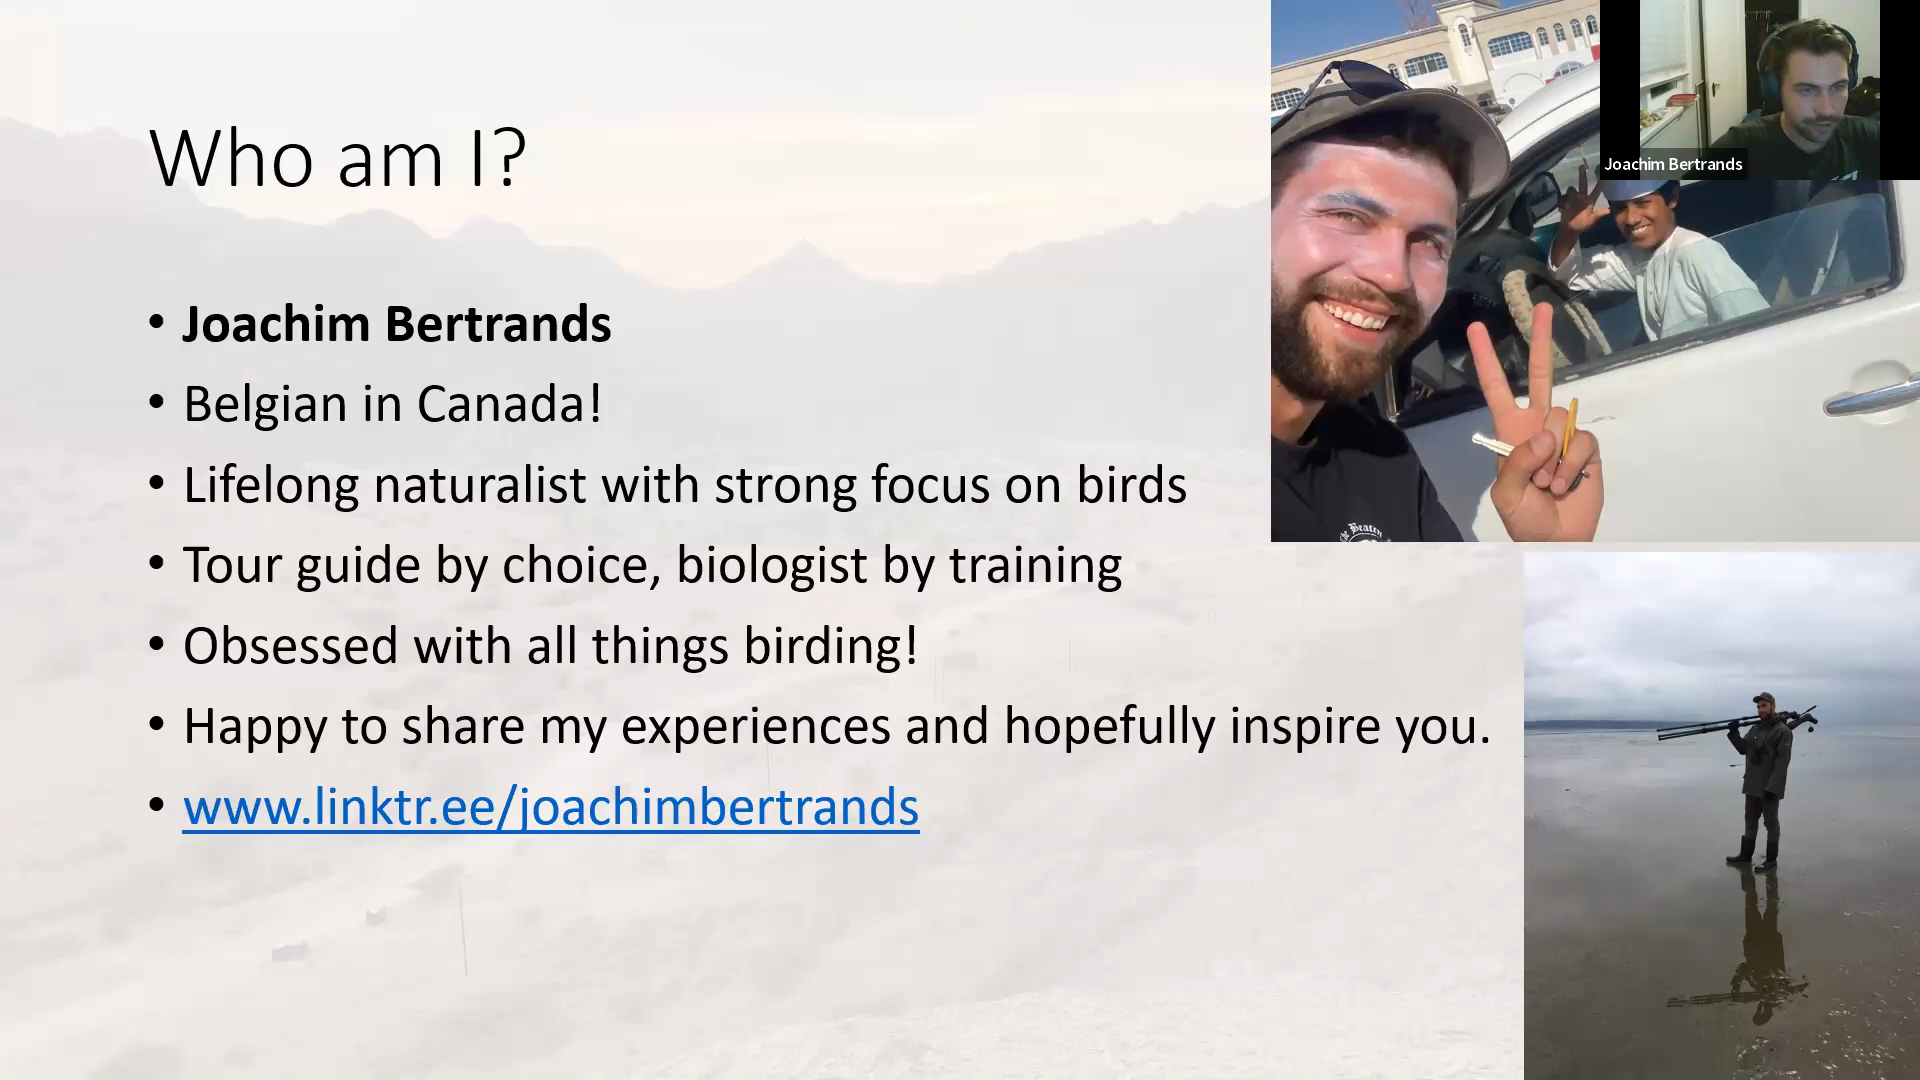 Who am I?
• Joachim Bertrands
• Belgian in Canada!
• Lifelong naturalist with strong focus on birds
• Tour guide by choice, biologist by training
• Obsessed with all things birding!
• Happy to share my experiences and hopefully inspire you.
• www.linktr.ee/joachimbertrands
Joachim Bertrands